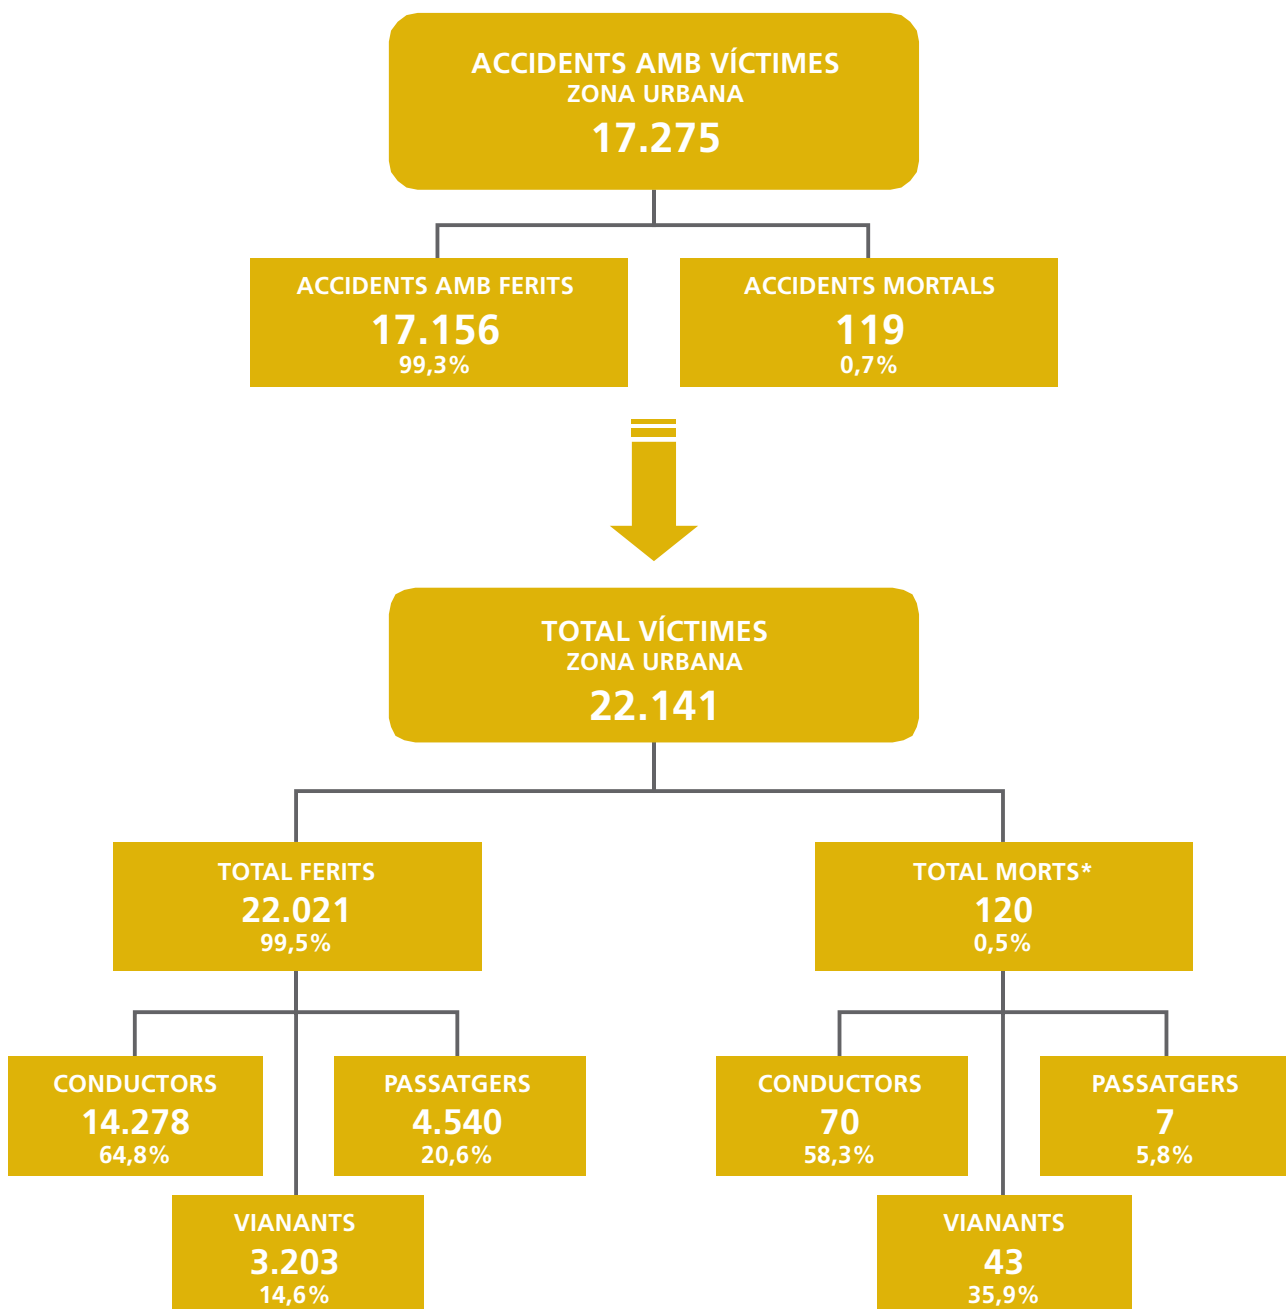 ACCIDENTS AMB VÍCTIMES
ZONA URBANA
17.275
ACCIDENTS AMB FERITS
17.156
99,3%
ACCIDENTS MORTALS
119
0,7%
TOTAL VÍCTIMES
ZONA URBANA
22.141
TOTAL FERITS
22.021
99,5%
TOTAL MORTS*
120
0,5%
CONDUCTORS
14.278
64,8%
PASSATGERS
4.540
20,6%
VIANANTS
3.203
14,6%
CONDUCTORS
70
58,3%
PASSATGERS
7
5,8%
VIANANTS
43
35,9%